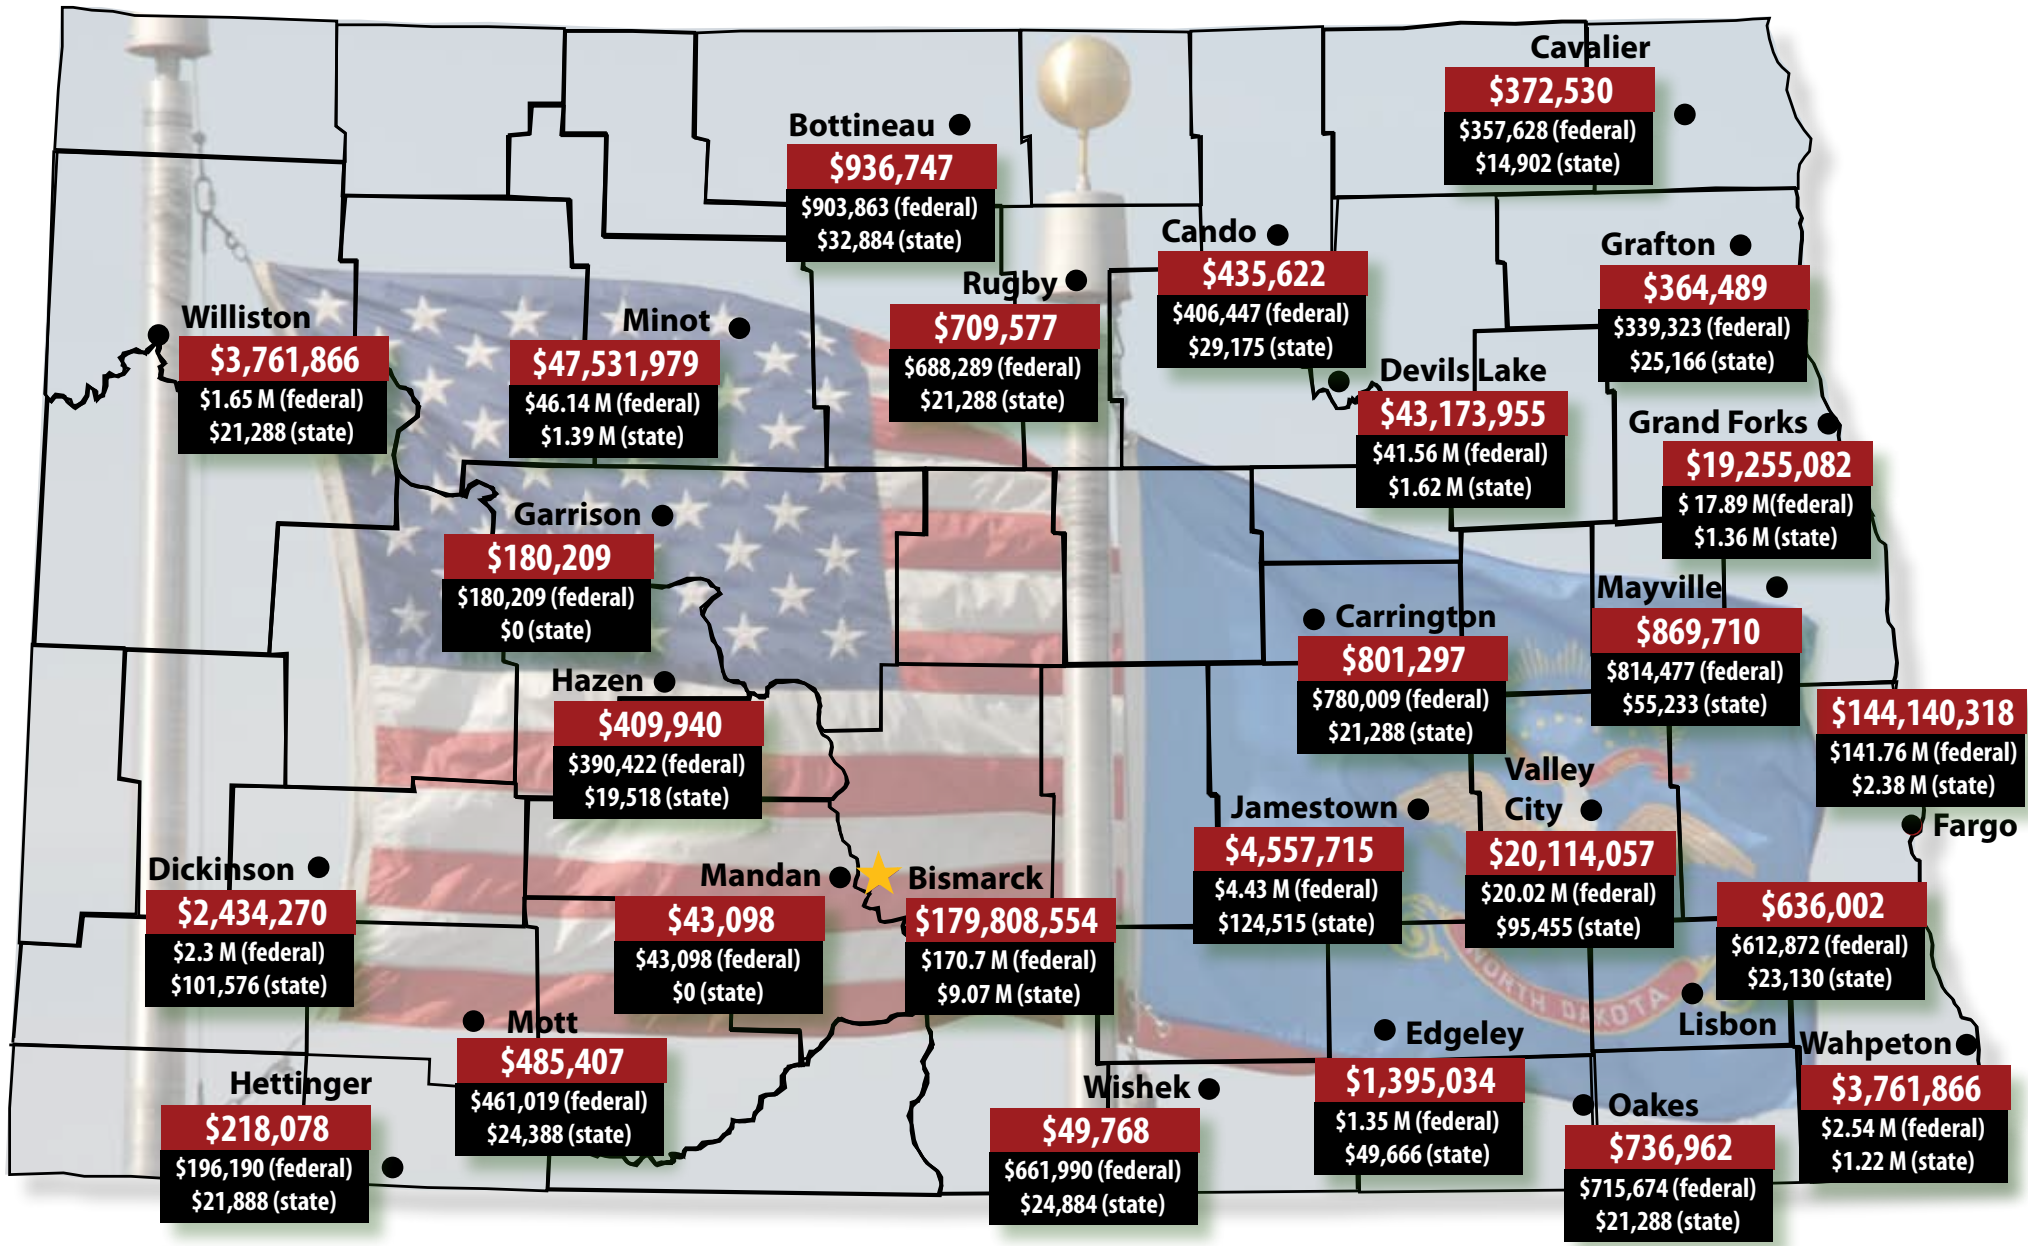 Cavalier
$372,530
$357,628 (federal)
$14,902 (state)
Bottineau
$936,747
$903,863 (federal)
$32,884 (state)
Cando
$435,622
$406,447 (federal)
$29,175 (state)
Grafton
$364,489
$339,323 (federal)
$25,166 (state)
Rugby
$709,577
$688,289 (federal)
$21,288 (state)
Williston
$3,761,866
$1.65 M (federal)
$21,288 (state)
Minot
$47,531,979
$46.14 M (federal)
$1.39 M (state)
Devils Lake
$43,173,955
$41.56 M (federal)
$1.62 M (state)
Grand Forks
$19,255,082
$ 17.89 M(federal)
$1.36 M (state)
Garrison
$180,209
$180,209 (federal)
$0 (state)
Mayville
$869,710
$814,477 (federal)
$55,233 (state)
Carrington
$801,297
$780,009 (federal)
$21,288 (state)
Hazen
$409,940
$390,422 (federal)
$19,518 (state)
$144,140,318
$141.76 M (federal)
$2.38 M (state)
Fargo
Jamestown
$4,557,715
$4.43 M (federal)
$124,515 (state)
Valley
City
$20,114,057
$20.02 M (federal)
$95,455 (state)
Dickinson
$2,434,270
$2.3 M (federal)
$101,576 (state)
Mandan
$43,098
$43,098 (federal)
$0 (state)
Bismarck
$179,808,554
$170.7 M (federal)
$9.07 M (state)
$636,002
$612,872 (federal)
$23,130 (state)
Lisbon
NORTH DAKOTA
Mott
$485,407
$461,019 (federal)
$24,388 (state)
Edgeley
$1,395,034
$1.35 M (federal)
$49,666 (state)
Wahpeton
$3,761,866
$2.54 M (federal)
$1.22 M (state)
Hettinger
$218,078
$196,190 (federal)
$21,888 (state)
Wishek
$49,768
$661,990 (federal)
$24,884 (state)
Oakes
$736,962
$715,674 (federal)
$21,288 (state)